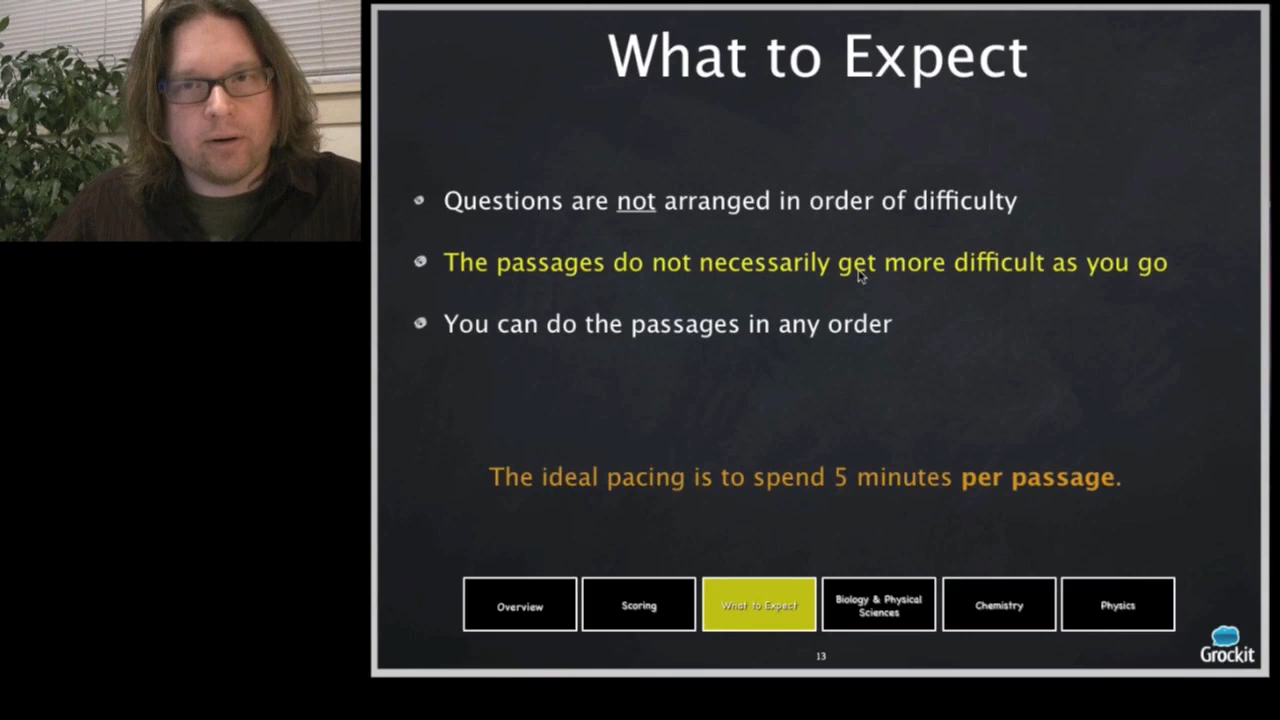 What to Expect
Questions are not arranged in order of difficulty
The passages do not necessarily get more difficult as you go
You can do the passages in any order
The ideal pacing is to spend 5 minutes per passage.
Overview
Scoring
What to Expect
Biology & Physical
Sciences
Chemistry
Physics
13
Grockit